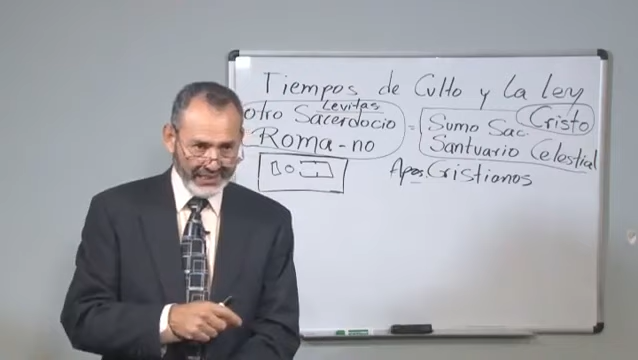 Tiempos de Culto y La Ley
Levitas
otro Sacerdocio
Roma-no
= Sumo Sac. Cristo
Santuario Celestial
Apos. Cristianos